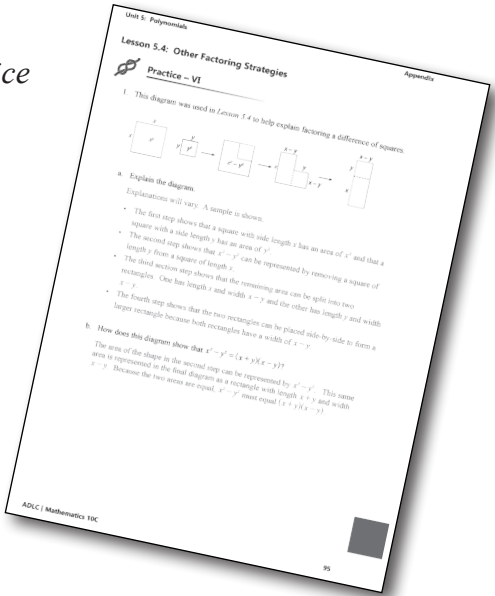 ice
Unit 5: Polynomials
Appendix
Lesson 5.4: Other Factoring Strategies
Practice – VI
1. This diagram was used in Lesson 5.4 to help explain factoring a difference of squares.
x
x
x²
y
y
y²
x² – y²
x – y
x
y
x – y
x – y
y
x
a. Explain the diagram.
Explanations will vary. A sample is shown.
• The first step shows that a square with side length x has an area of x² and that a
square with a side length y has an area of y².
• The second step shows that x² – y² can be represented by removing a square of
length y from a square of length x.
• The third section step shows that the remaining area can be split into two
rectangles. One has length x and width x – y and the other has length y and width
x – y.
• The fourth step shows that the two rectangles can be placed side-by-side to form a
larger rectangle because both rectangles have a width of x – y.
b. How does this diagram show that x² – y² = (x + y)(x – y)?
The area of the shape in the second step can be represented by x² – y². This same
area is represented in the final diagram as a rectangle with length x + y and width
x – y. Because the two areas are equal, x² – y² must equal (x + y)(x – y).
ADLC | Mathematics 10C
95